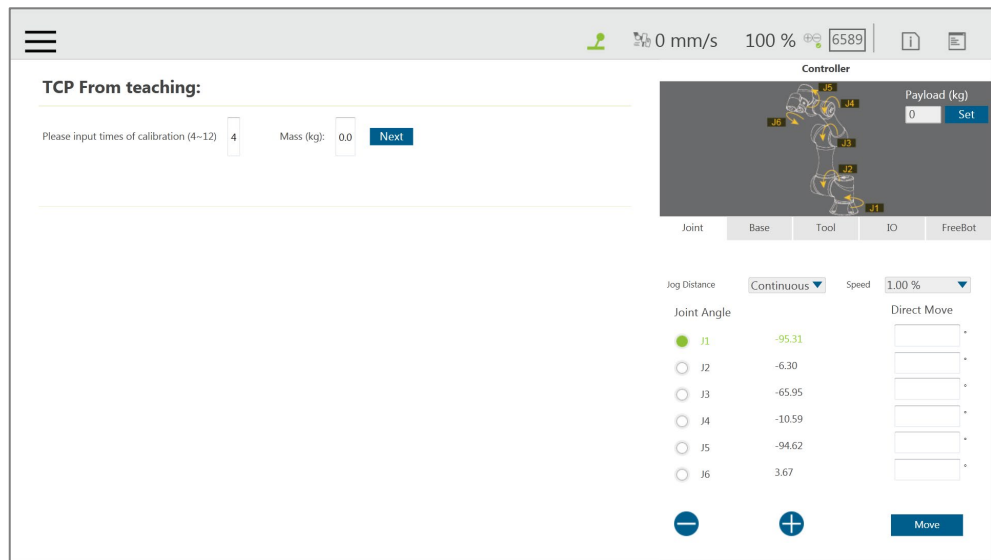 0 mm/s 100 % 6589
TCP From teaching:
Please input times of calibration (4~12) 4 Mass (kg): 0.0 Next
Controller
J5
J4
J6
J3
J2
J1
Payload (kg)
0 Set
Joint Base Tool IO FreeBot
Jog Distance Continuous Speed 1.00 %
Joint Angle Direct Move
J1 -95.31 °
J2 -6.30 °
J3 -65.95 °
J4 -10.59 °
J5 -94.62 °
J6 3.67 °
Move